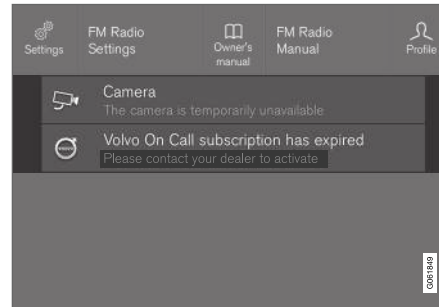 Settings
FM Radio
Settings
Owner's
manual
FM Radio
Manual
Profile
Camera
The camera is temporarily unavailable
Volvo On Call subscription has expired
Please contact your dealer to activate
G061849